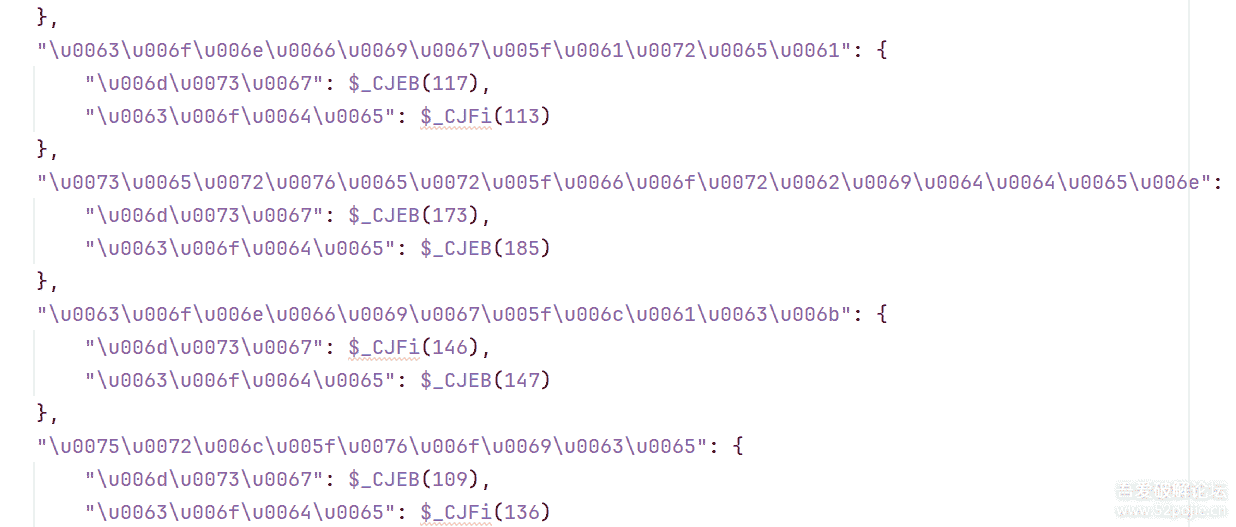 },
"\u0063\u006f\u006e\u0066\u0069\u0067\u005f\u0061\u0072\u0065\u0061": {
"\u006d\u0073\u0067": $_CJEB(117),
"\u0063\u006f\u0064\u0065": $_CJFi(113)
},
"\u0073\u0065\u0072\u0076\u0065\u0072\u005f\u0066\u006f\u0072\u0062\u0069\u0064\u0064\u0065\u006e":
"\u006d\u0073\u0067": $_CJEB(173),
"\u0063\u006f\u0064\u0065": $_CJEB(185)
},
"\u0063\u006f\u006e\u0066\u0069\u0067\u005f\u006c\u0061\u0063\u006b": {
"\u006d\u0073\u0067": $_CJFi(146),
"\u0063\u006f\u0064\u0065": $_CJEB(147)
},
"\u0075\u0072\u006c\u005f\u0076\u006f\u0069\u0063\u0065": {
"\u006d\u0073\u0067": $_CJEB(109),
"\u0063\u006f\u0064\u0065": $_CJFi(136)
吾爱破解论坛
www.52pojie.cn